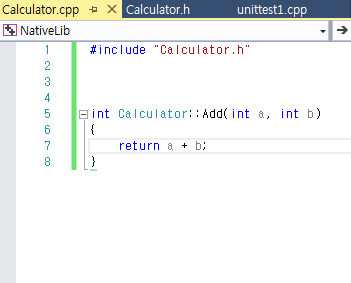 Calculator.cpp Calculator.h unittest1.cpp
NativeLib
1 #include "Calculator.h"
2
3
4
5 int Calculator::Add(int a, int b)
6 {
7 return a + b;
8 }